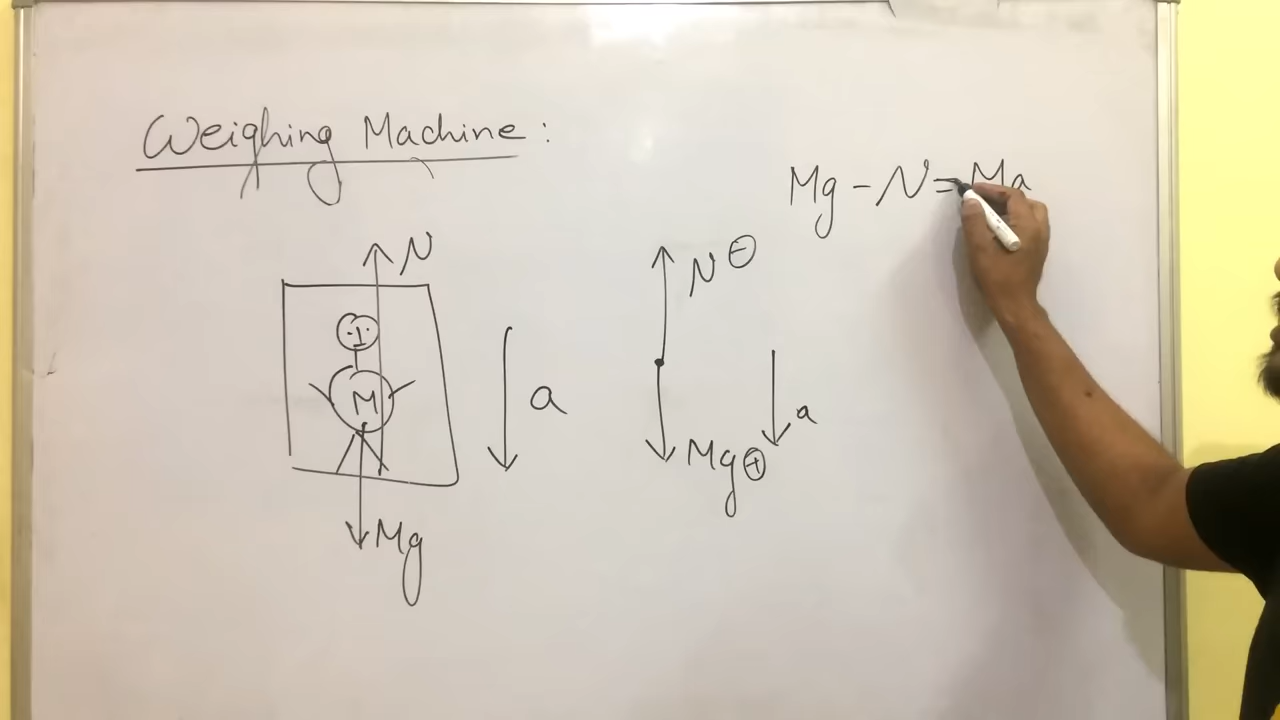 Weighing Machine:
Mg - N = Ma
N
N ⊖
M
a
a
Mg ⊕
Mg